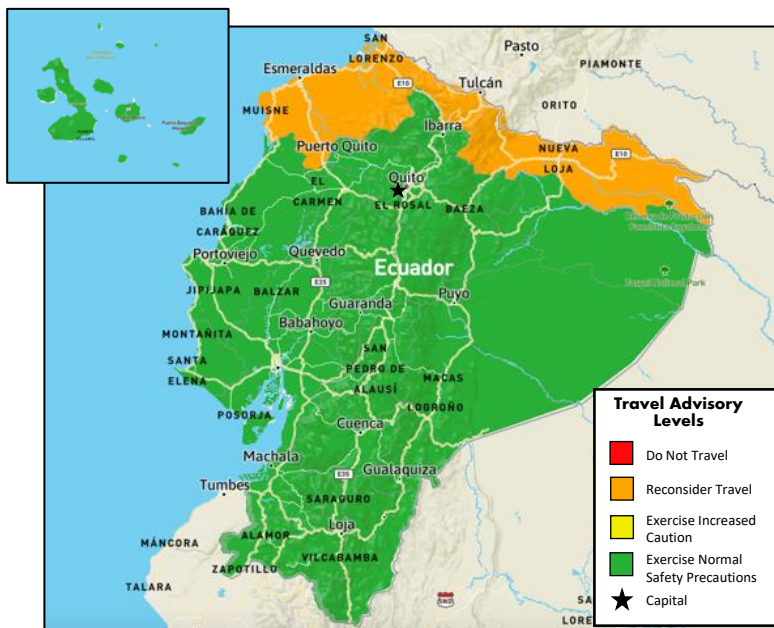 SAN
LORENZO
Pasto
PIAMONTE
Esmeraldas
E10
Tulcán
ORITO
MUISNE
Ibarra
Puerto Quito
NUEVA
LOJA
E10
EL
CARMEN
Quito
EL ROSAL
BAEZA
BAHÍA DE
CARÁQUEZ
Portoviejo
Quevedo
Ecuador
Yasuní National Park
JIPIJAPA
BALZAR
E25
Guaranda
Puyo
MONTAÑITA
Babahoyo
SANTA
ELENA
SAN
PEDRO DE
ALAUSÍ
MACAS
LOGROÑO
POSORJA
Cuenca
Machala
E35
Gualaquiza
Tumbes
SARAGURO
Loja
ALAMOR
MÁNCORA
ZAPOTILLO
VILCABAMBA
TALARA
Travel Advisory
Levels
Do Not Travel
Reconsider Travel
Exercise Increased
Caution
Exercise Normal
Safety Precautions
Capital